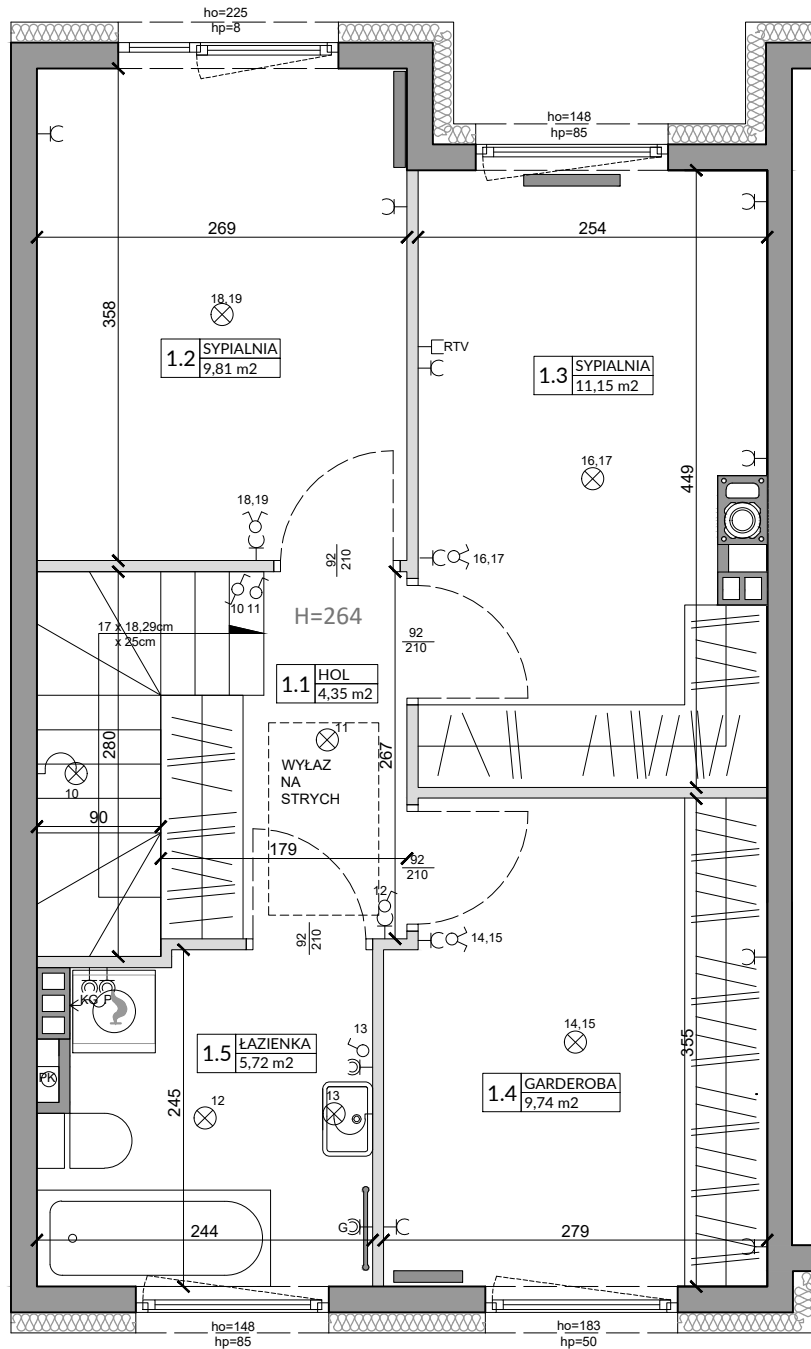 ho=225
hp=8
ho=148
hp=85
269
254
358
18,19
1.2 SYPIALNIA
9,81 m2
RTV
1.3 SYPIALNIA
11,15 m2
16,17
449
18,19
92
210
16,17
10 11
H=264
17 x 18,29cm
x 25cm
92
210
1.1 HOL
4,35 m2
11
WYŁAZ
NA
STRYCH
267
280
10
90
179
92
210
12
92
210
14,15
KG P
13
1.5 ŁAZIENKA
5,72 m2
14,15
355
PK
245
12
13
1.4 GARDEROBA
9,74 m2
G
244
279
ho=148
hp=85
ho=183
hp=50